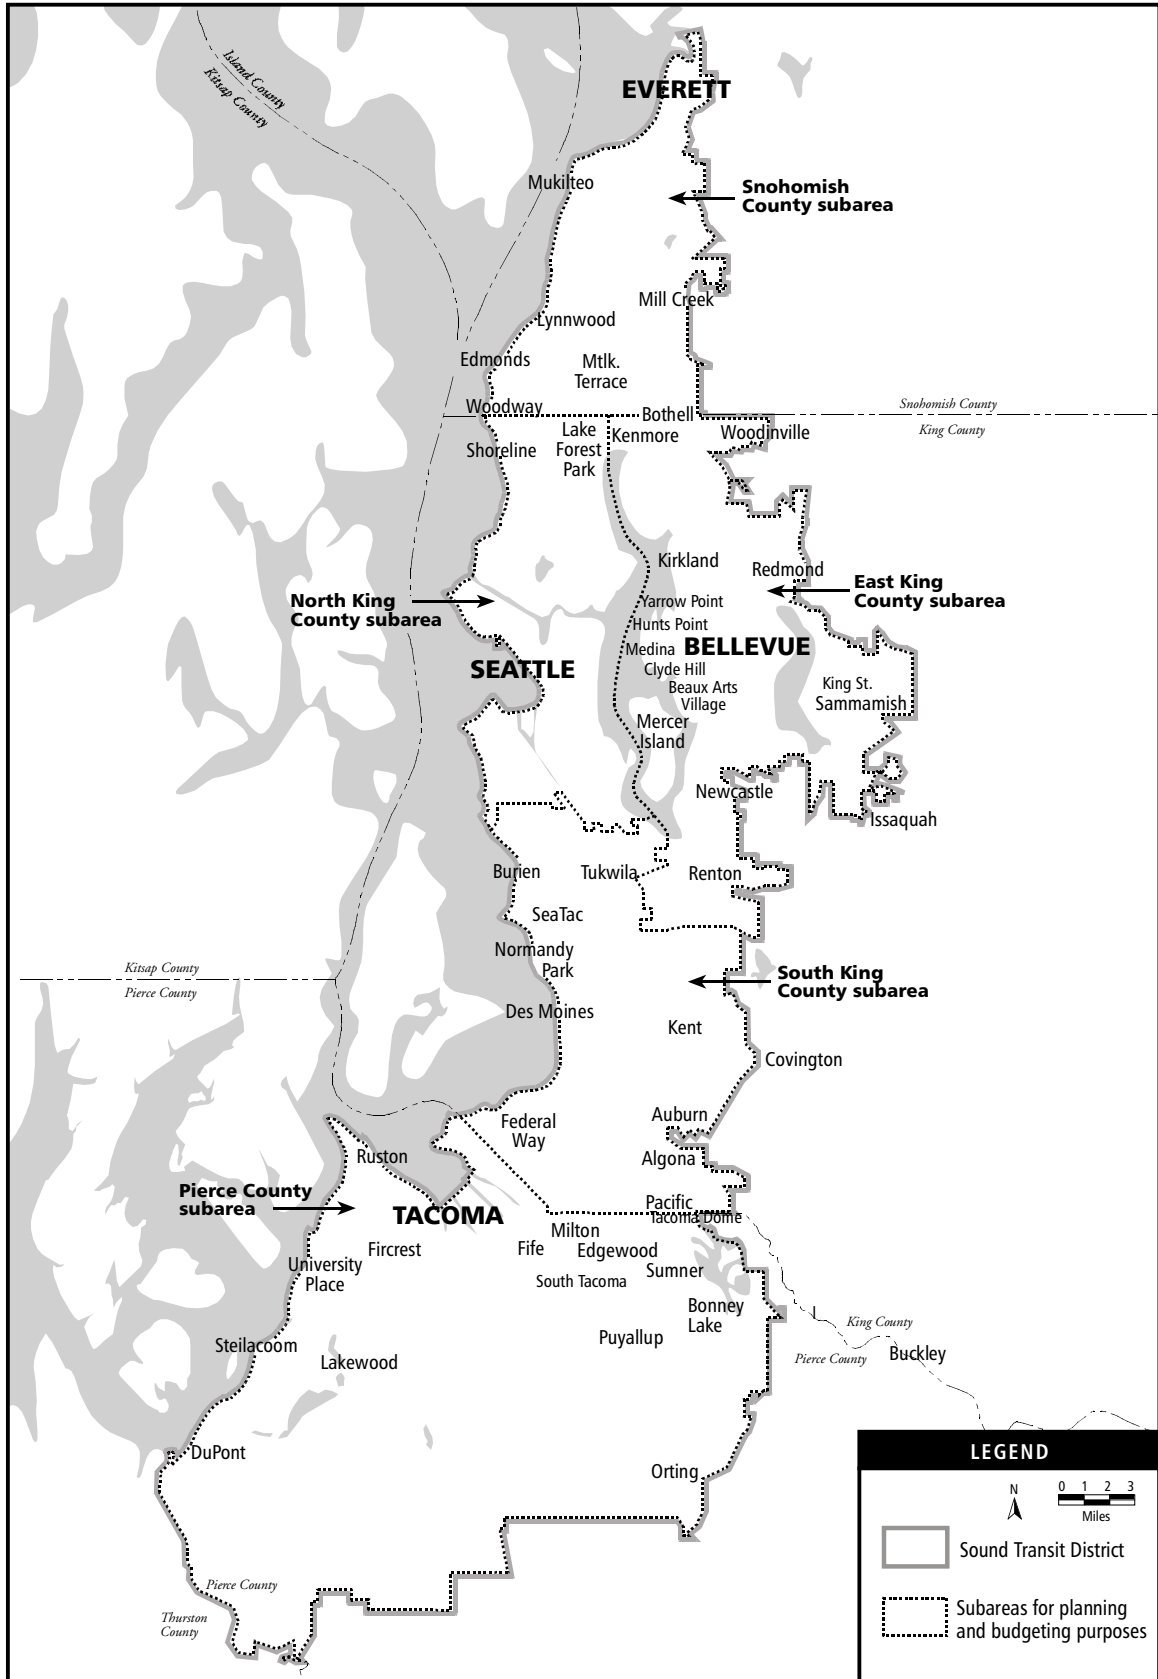 Island County
Kitsap County
EVERETT
Mukilteo
Snohomish
County subarea
Mill Creek
Lynnwood
Edmonds
Mtlk.
Terrace
Woodway
Bothell
Snohomish County
King County
Lake
Forest
Park
Kenmore
Woodinville
Shoreline
Kirkland
Redmond
North King
County subarea
East King
County subarea
Yarrow Point
Hunts Point
Medina
BELLEVUE
SEATTLE
Clyde Hill
Beaux Arts
Village
King St.
Sammamish
Mercer
Island
Newcastle
Issaquah
Burien
Tukwila
Renton
SeaTac
Normandy
Park
Kitsap County
Pierce County
South King
County subarea
Des Moines
Kent
Covington
Auburn
Federal
Way
Ruston
Algona
Pierce County
subarea
Pacific
TACOMA
Tacoma Dome
Milton
Fife
Edgewood
Fircrest
University
Place
South Tacoma
Sumner
Bonney
Lake
King County
Pierce County
Buckley
Puyallup
Steilacoom
Lakewood
DuPont
Orting
Pierce County
Thurston
County
LEGEND
N
0 1 2 3
Miles
Sound Transit District
Subareas for planning
and budgeting purposes